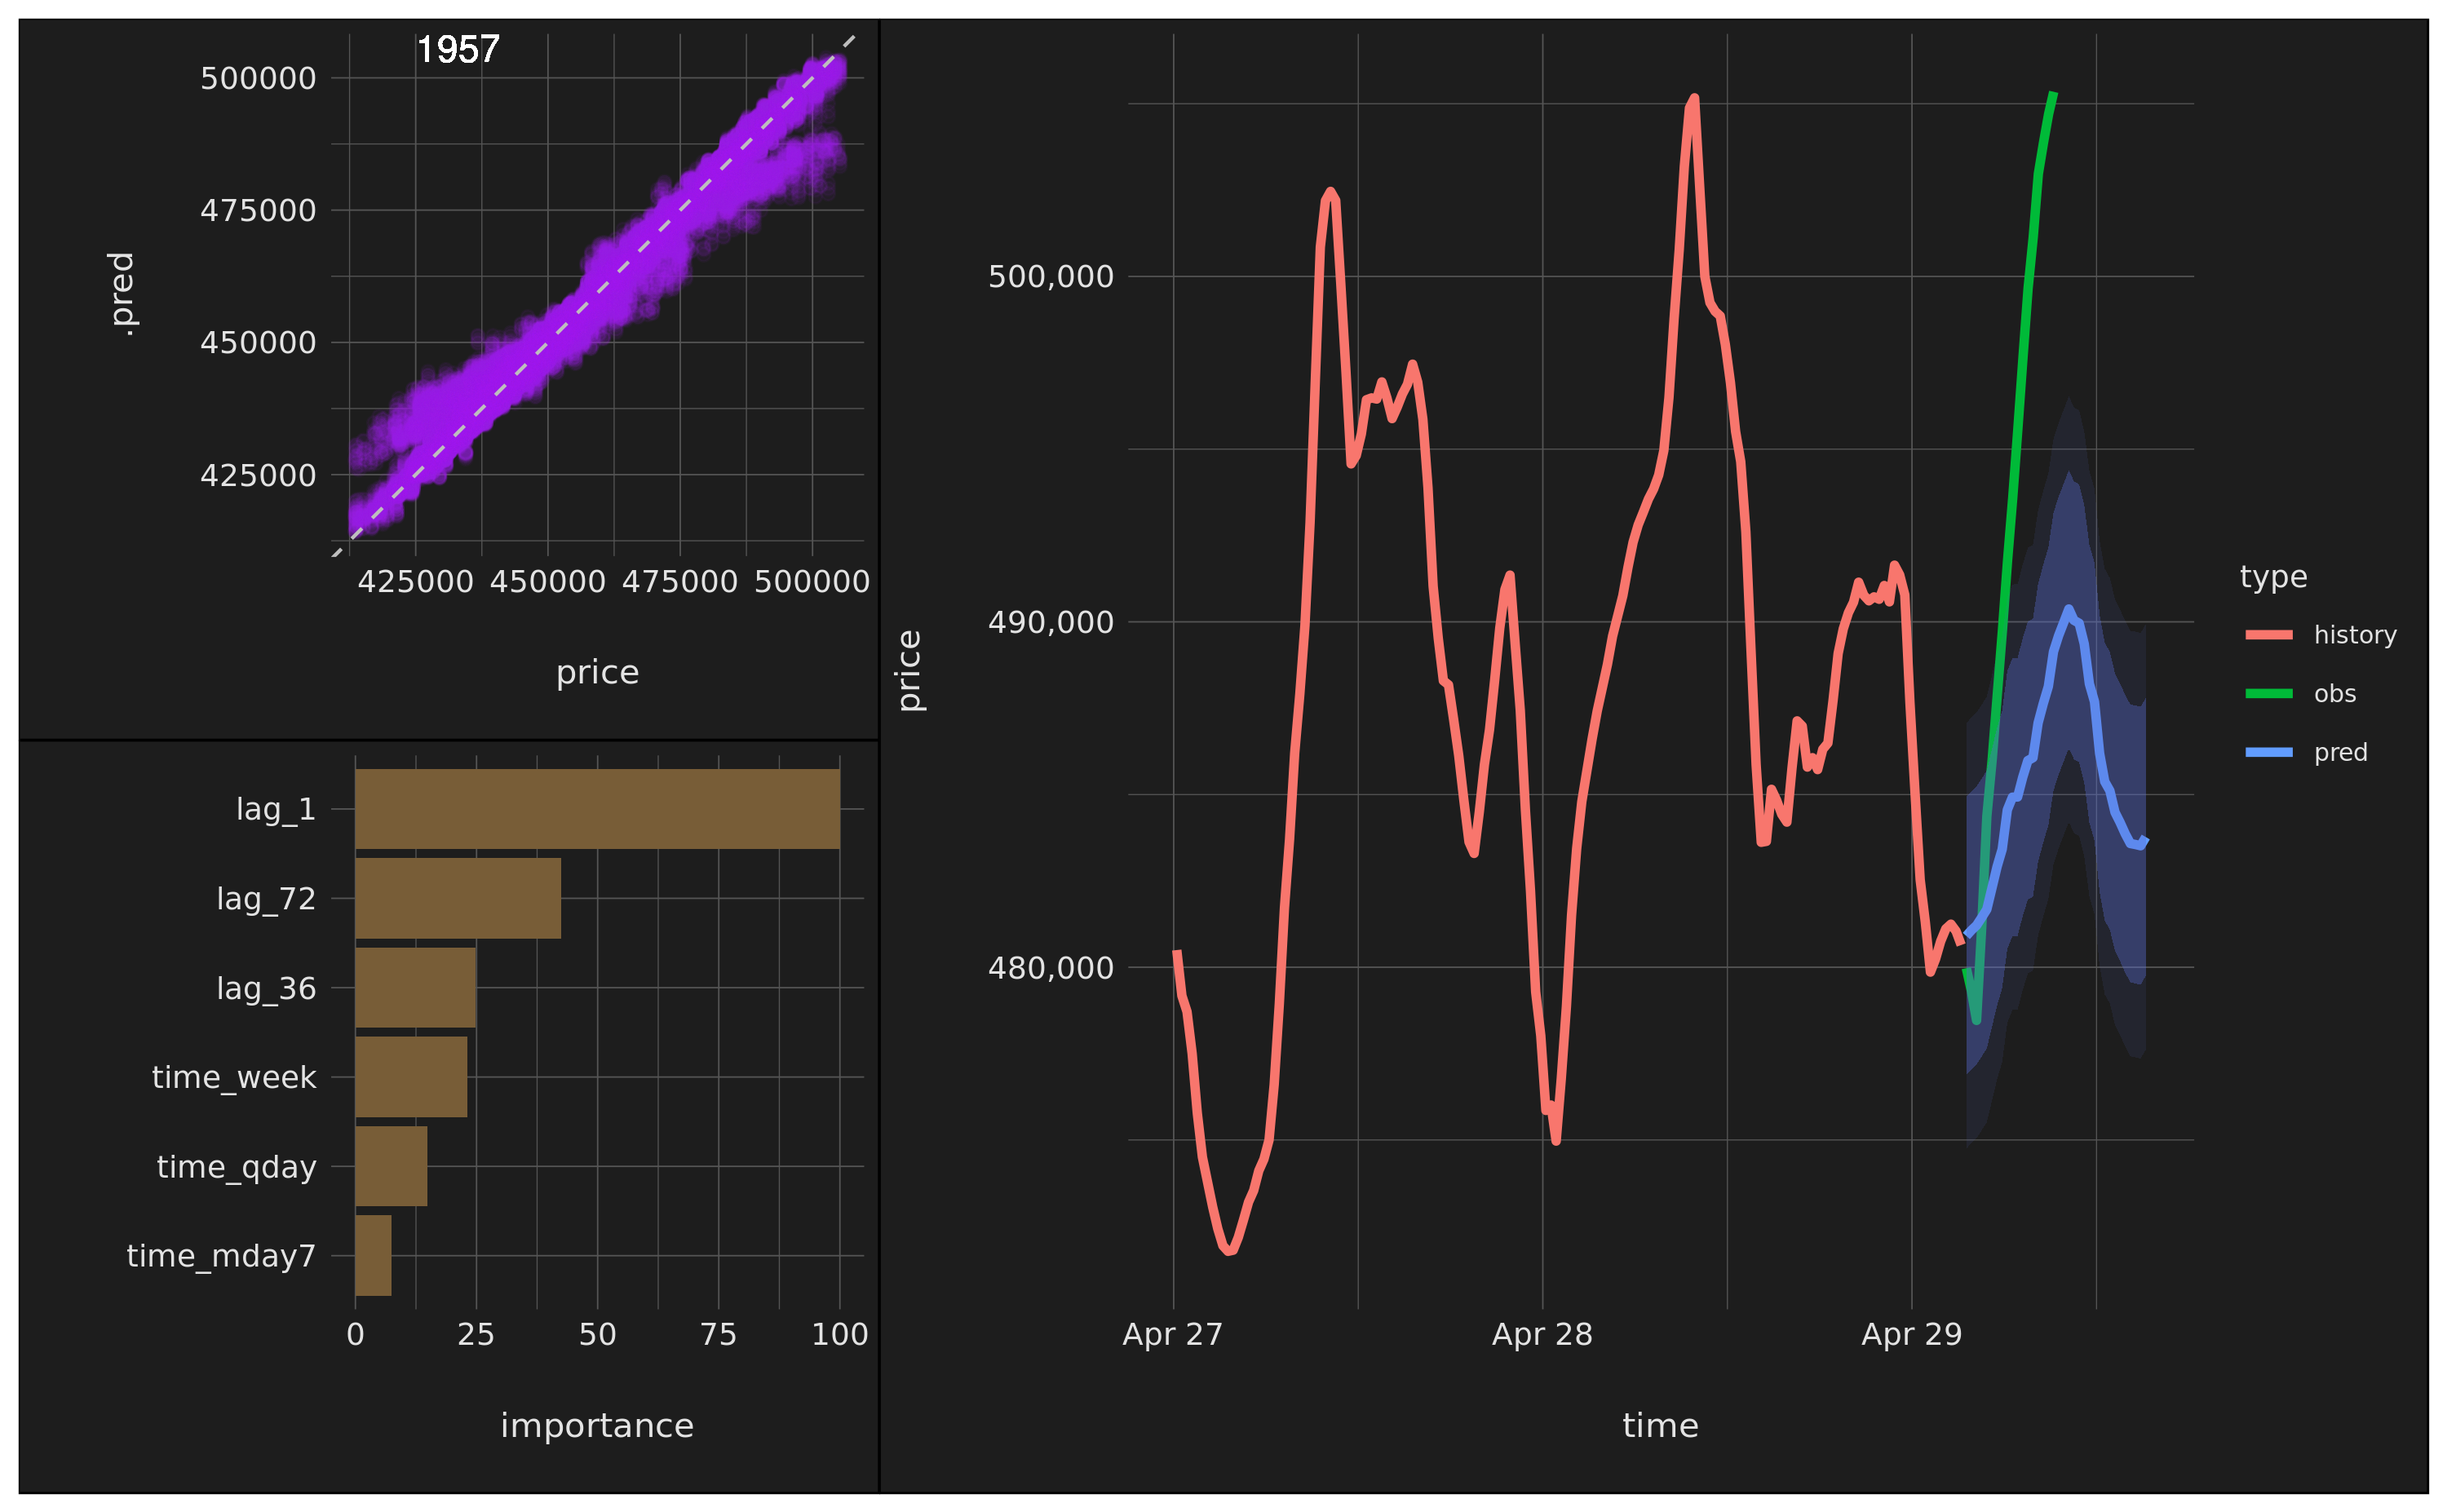 1957
500000
475000
450000
425000
.pred
425000 450000 475000 500000
price
lag_1
lag_72
lag_36
time_week
time_qday
time_mday7
0 25 50 75 100
importance
500,000
490,000
480,000
price
Apr 27 Apr 28 Apr 29
time
type
history
obs
pred